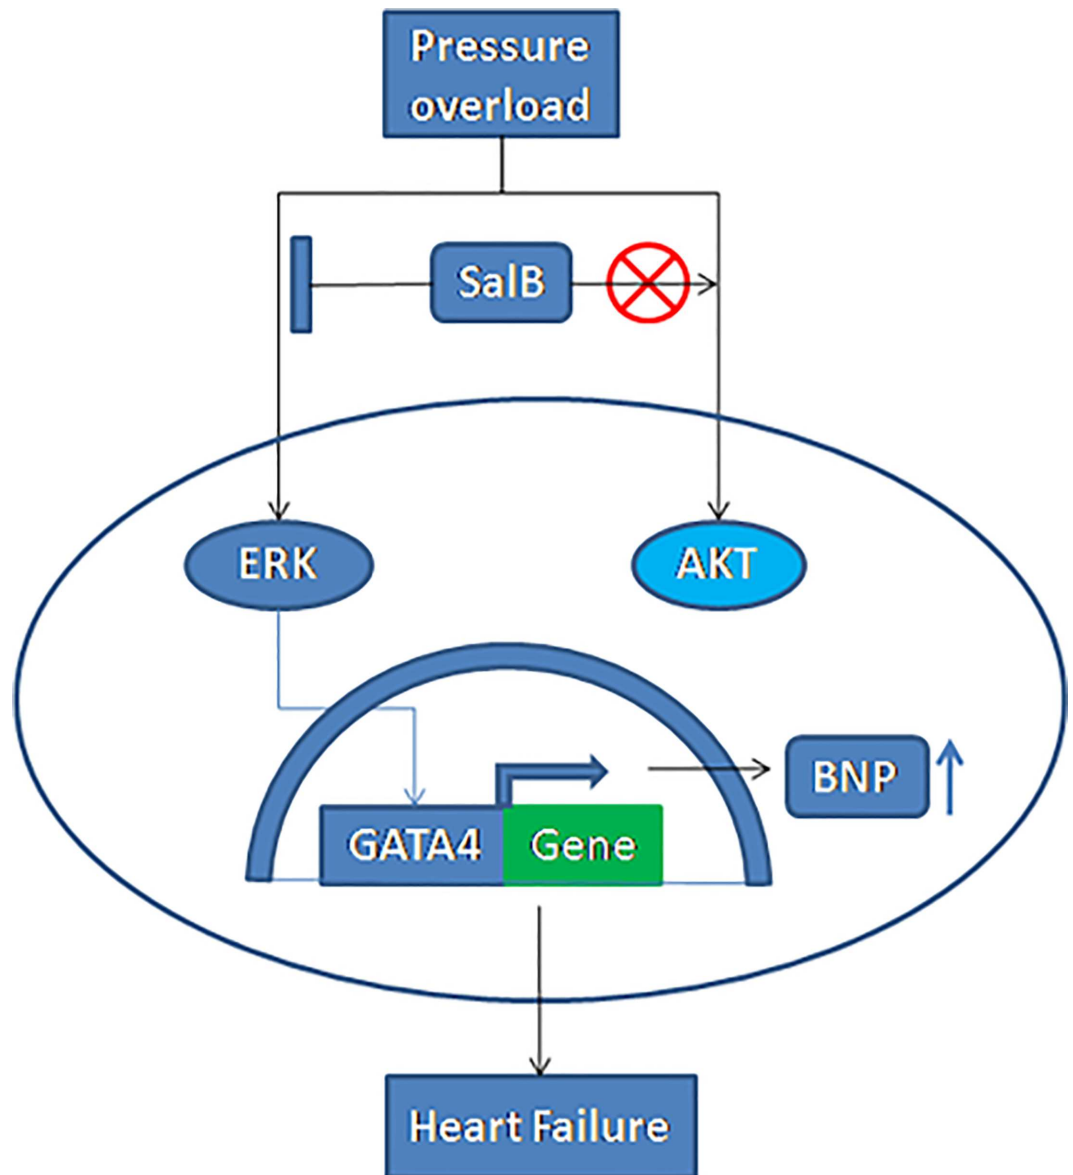 Pressure
overload
SalB
ERK
AKT
BNP
GATA4
Gene
Heart Failure